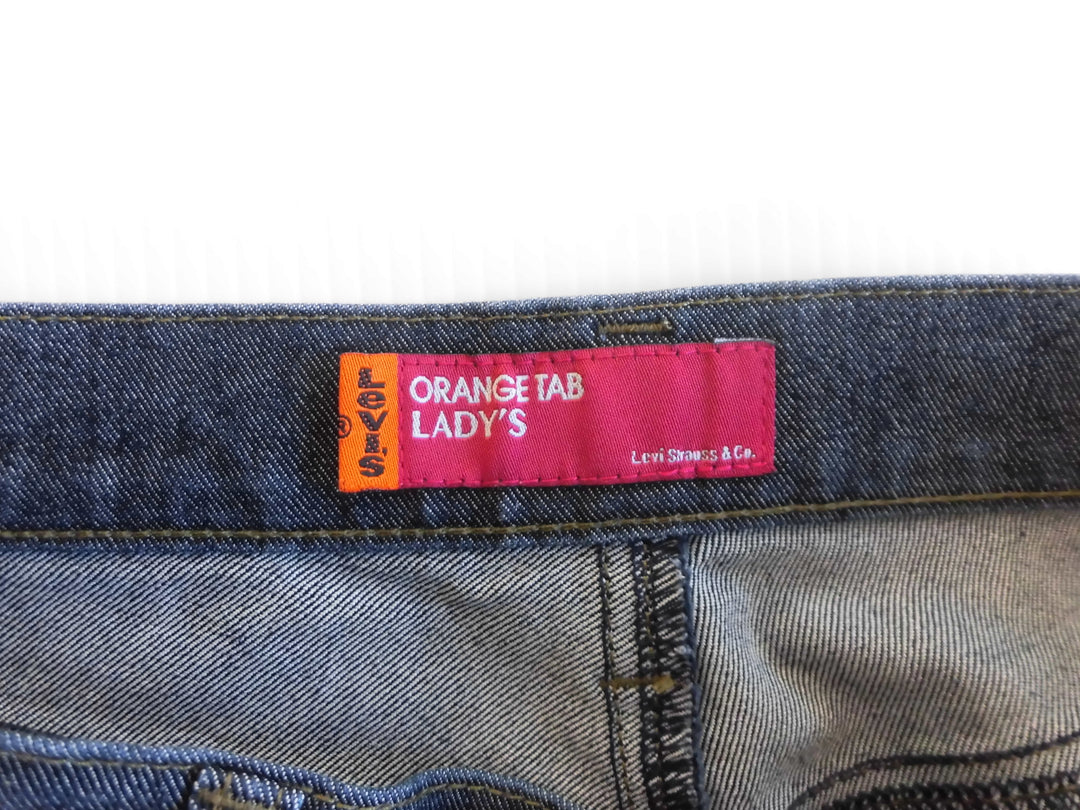 LEVI'S
®
ORANGE TAB
LADY'S
Levi Strauss & Co.